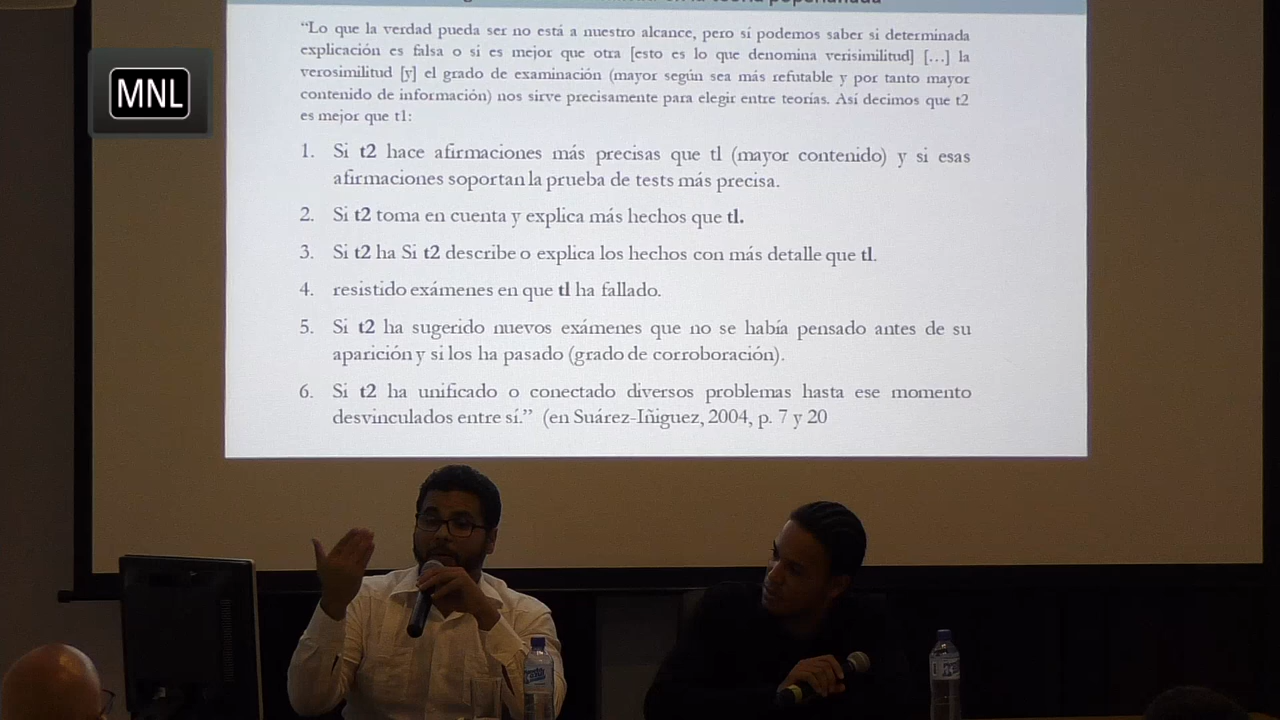 MNL
“Lo que la verdad pueda ser no está a nuestro alcance, pero sí podemos saber si determinada
explicación es falsa o si es mejor que otra [esto es lo que denomina verisimilitud] […] la
verosimilitud [y] el grado de examinación (mayor según sea más refutable y por tanto mayor
contenido de información) nos sirve precisamente para elegir entre teorías. Así decimos que t2
es mejor que t1:
1. Si t2 hace afirmaciones más precisas que tl (mayor contenido) y si esas
afirmaciones soportan la prueba de tests más precisa.
2. Si t2 toma en cuenta y explica más hechos que tl.
3. Si t2 ha Si t2 describe o explica los hechos con más detalle que tl.
4. resistido exámenes en que tl ha fallado.
5. Si t2 ha sugerido nuevos exámenes que no se había pensado antes de su
aparición y si los ha pasado (grado de corroboración).
6. Si t2 ha unificado o conectado diversos problemas hasta ese momento
desvinculados entre sí.” (en Suárez-Iñiguez, 2004, p. 7 y 20